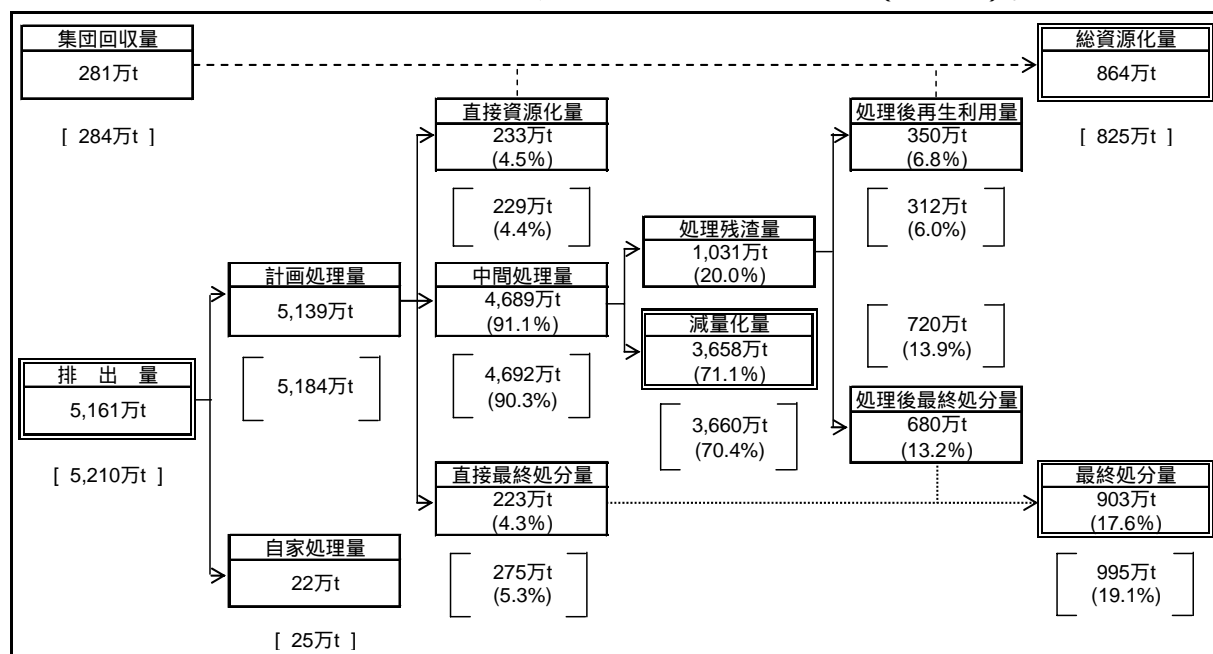 集団回収量
281万t
[ 284万t ]
総資源化量
864万t
[ 825万t ]
直接資源化量
233万t
(4.5%)
229万t
(4.4%)
処理後再生利用量
350万t
(6.8%)
312万t
(6.0%)
処理残渣量
1,031万t
(20.0%)
計画処理量
5,139万t
5,184万t
中間処理量
4,689万t
(91.1%)
4,692万t
(90.3%)
減量化量
3,658万t
(71.1%)
3,660万t
(70.4%)
720万t
(13.9%)
処理後最終処分量
680万t
(13.2%)
排 出 量
5,161万t
[ 5,210万t ]
直接最終処分量
223万t
(4.3%)
275万t
(5.3%)
最終処分量
903万t
(17.6%)
995万t
(19.1%)
自家処理量
22万t
[ 25万t ]